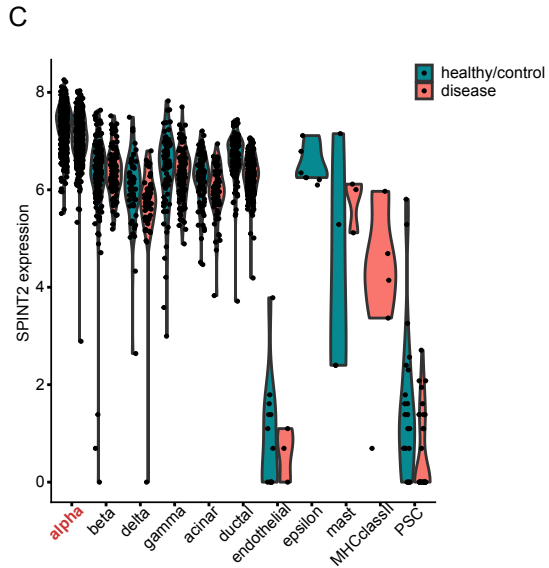 C
healthy/control
disease
SPINT2 expression
8
6
4
2
0
alpha
beta
delta
gamma
acinar
ductal
endothelial
epsilon
mast
MHCclassII
PSC